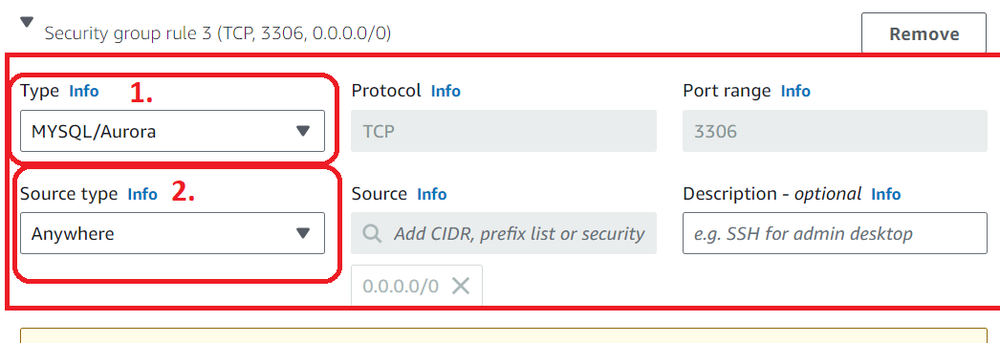 Security group rule 3 (TCP, 3306, 0.0.0.0/0)
Remove
Type Info 1.
Protocol Info
Port range Info
MYSQL/Aurora
TCP
3306
Source type Info 2.
Source Info
Description - optional Info
Anywhere
Add CIDR, prefix list or security
e.g. SSH for admin desktop
0.0.0.0/0